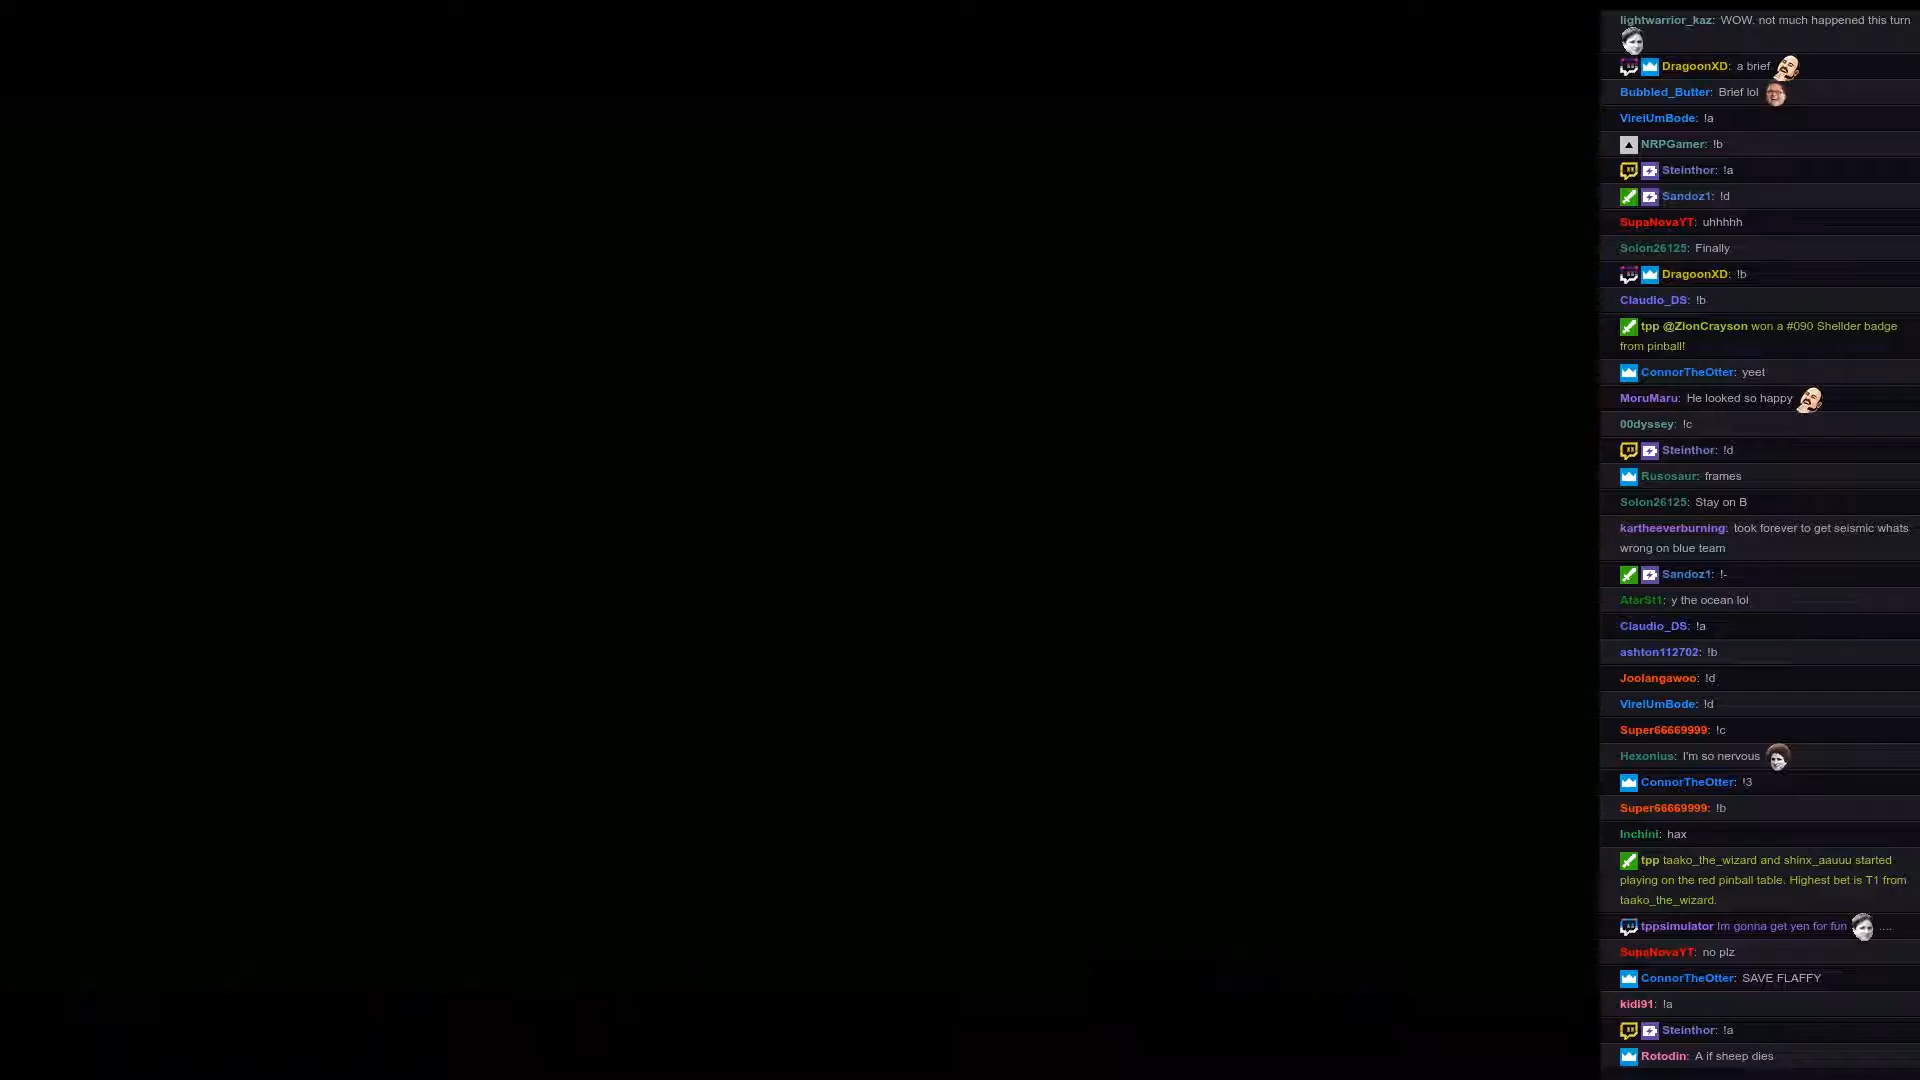 lightwarrior_kaz: WOW. not much happened this turn
DragoonXD: a brief
Bubbled_Butter: Brief lol
VirelUmBode: !a
NRPGamer: !b
Steinthor: !a
Sandoz1: !d
SupaNovaYT: uhhhhh
Solon26125: Finally
DragoonXD: !b
Claudio_DS: !b
tpp @ZionCrayson won a #090 Shellder badge
from pinball!
ConnorTheOtter: yeet
MoruMaru: He looked so happy
00dyssey: !c
Steinthor: !d
Rusosaur: frames
Solon26125: Stay on B
kartheeverburning: took forever to get seismic whats
wrong on blue team
Sandoz1: !-
AtarSt1: y the ocean lol
Claudio_DS: !a
ashton112702: !b
Joolangawoo: !d
VirelUmBode: !d
Super66669999: !c
Hexonius: I'm so nervous
ConnorTheOtter: !3
Super66669999: !b
Inchini: hax
tpp taako_the_wizard and shinx_aauuu started
playing on the red pinball table. Highest bet is T1 from
taako_the_wizard.
tppsimulator Im gonna get yen for fun ....
SupaNovaYT: no plz
ConnorTheOtter: SAVE FLAFFY
kidi91: !a
Steinthor: !a
Rotodin: A if sheep dies